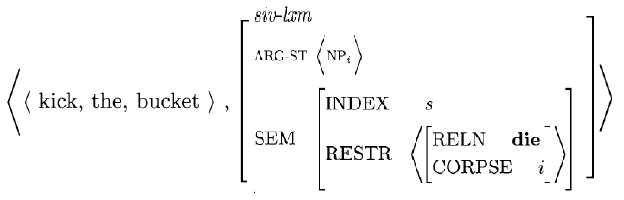 siv-lxm
ARG-ST ⟨NP_i⟩
⟨⟨ kick, the, bucket ⟩ ,
INDEX s
SEM
RESTR ⟨[RELN die
CORPSE i]⟩⟩